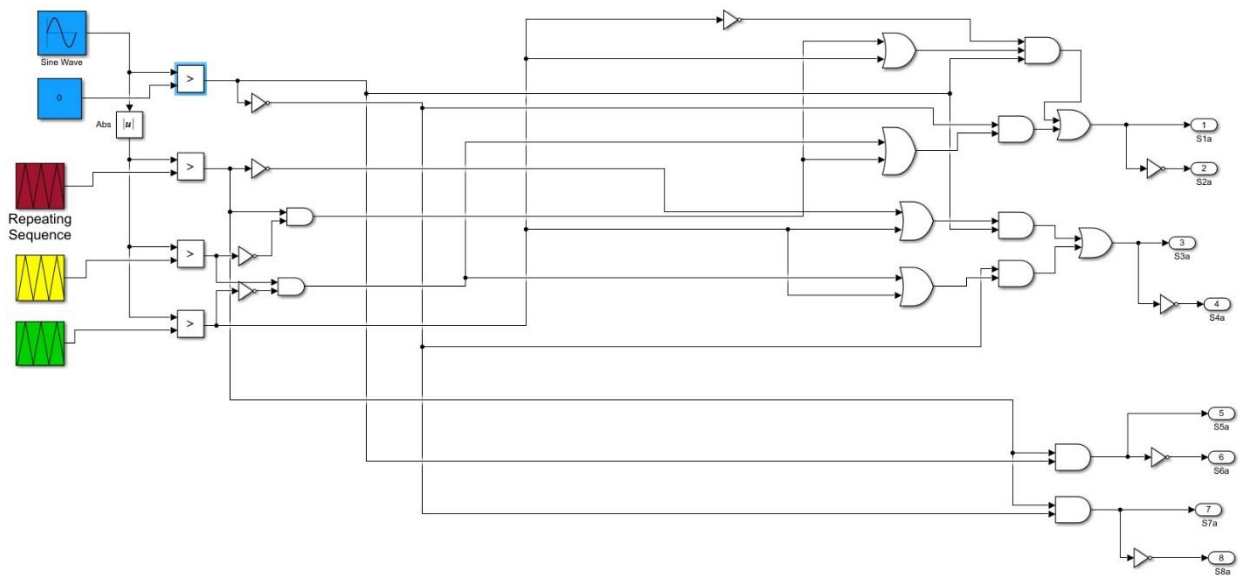 Sine Wave
>
0
Abs
|u|
1
S1a
2
S2a
>
Repeating
Sequence
3
S3a
>
4
S4a
>
5
S5a
6
S6a
7
S7a
8
S8a